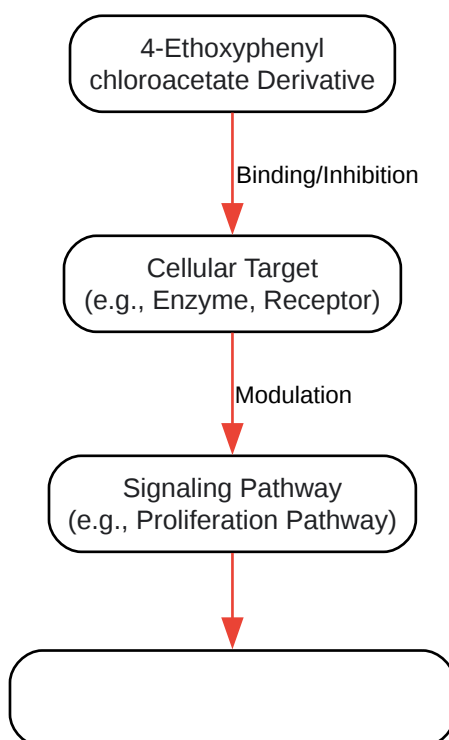 4-Ethoxyphenyl
chloroacetate Derivative
Binding/Inhibition
Cellular Target
(e.g., Enzyme, Receptor)
Modulation
Signaling Pathway
(e.g., Proliferation Pathway)